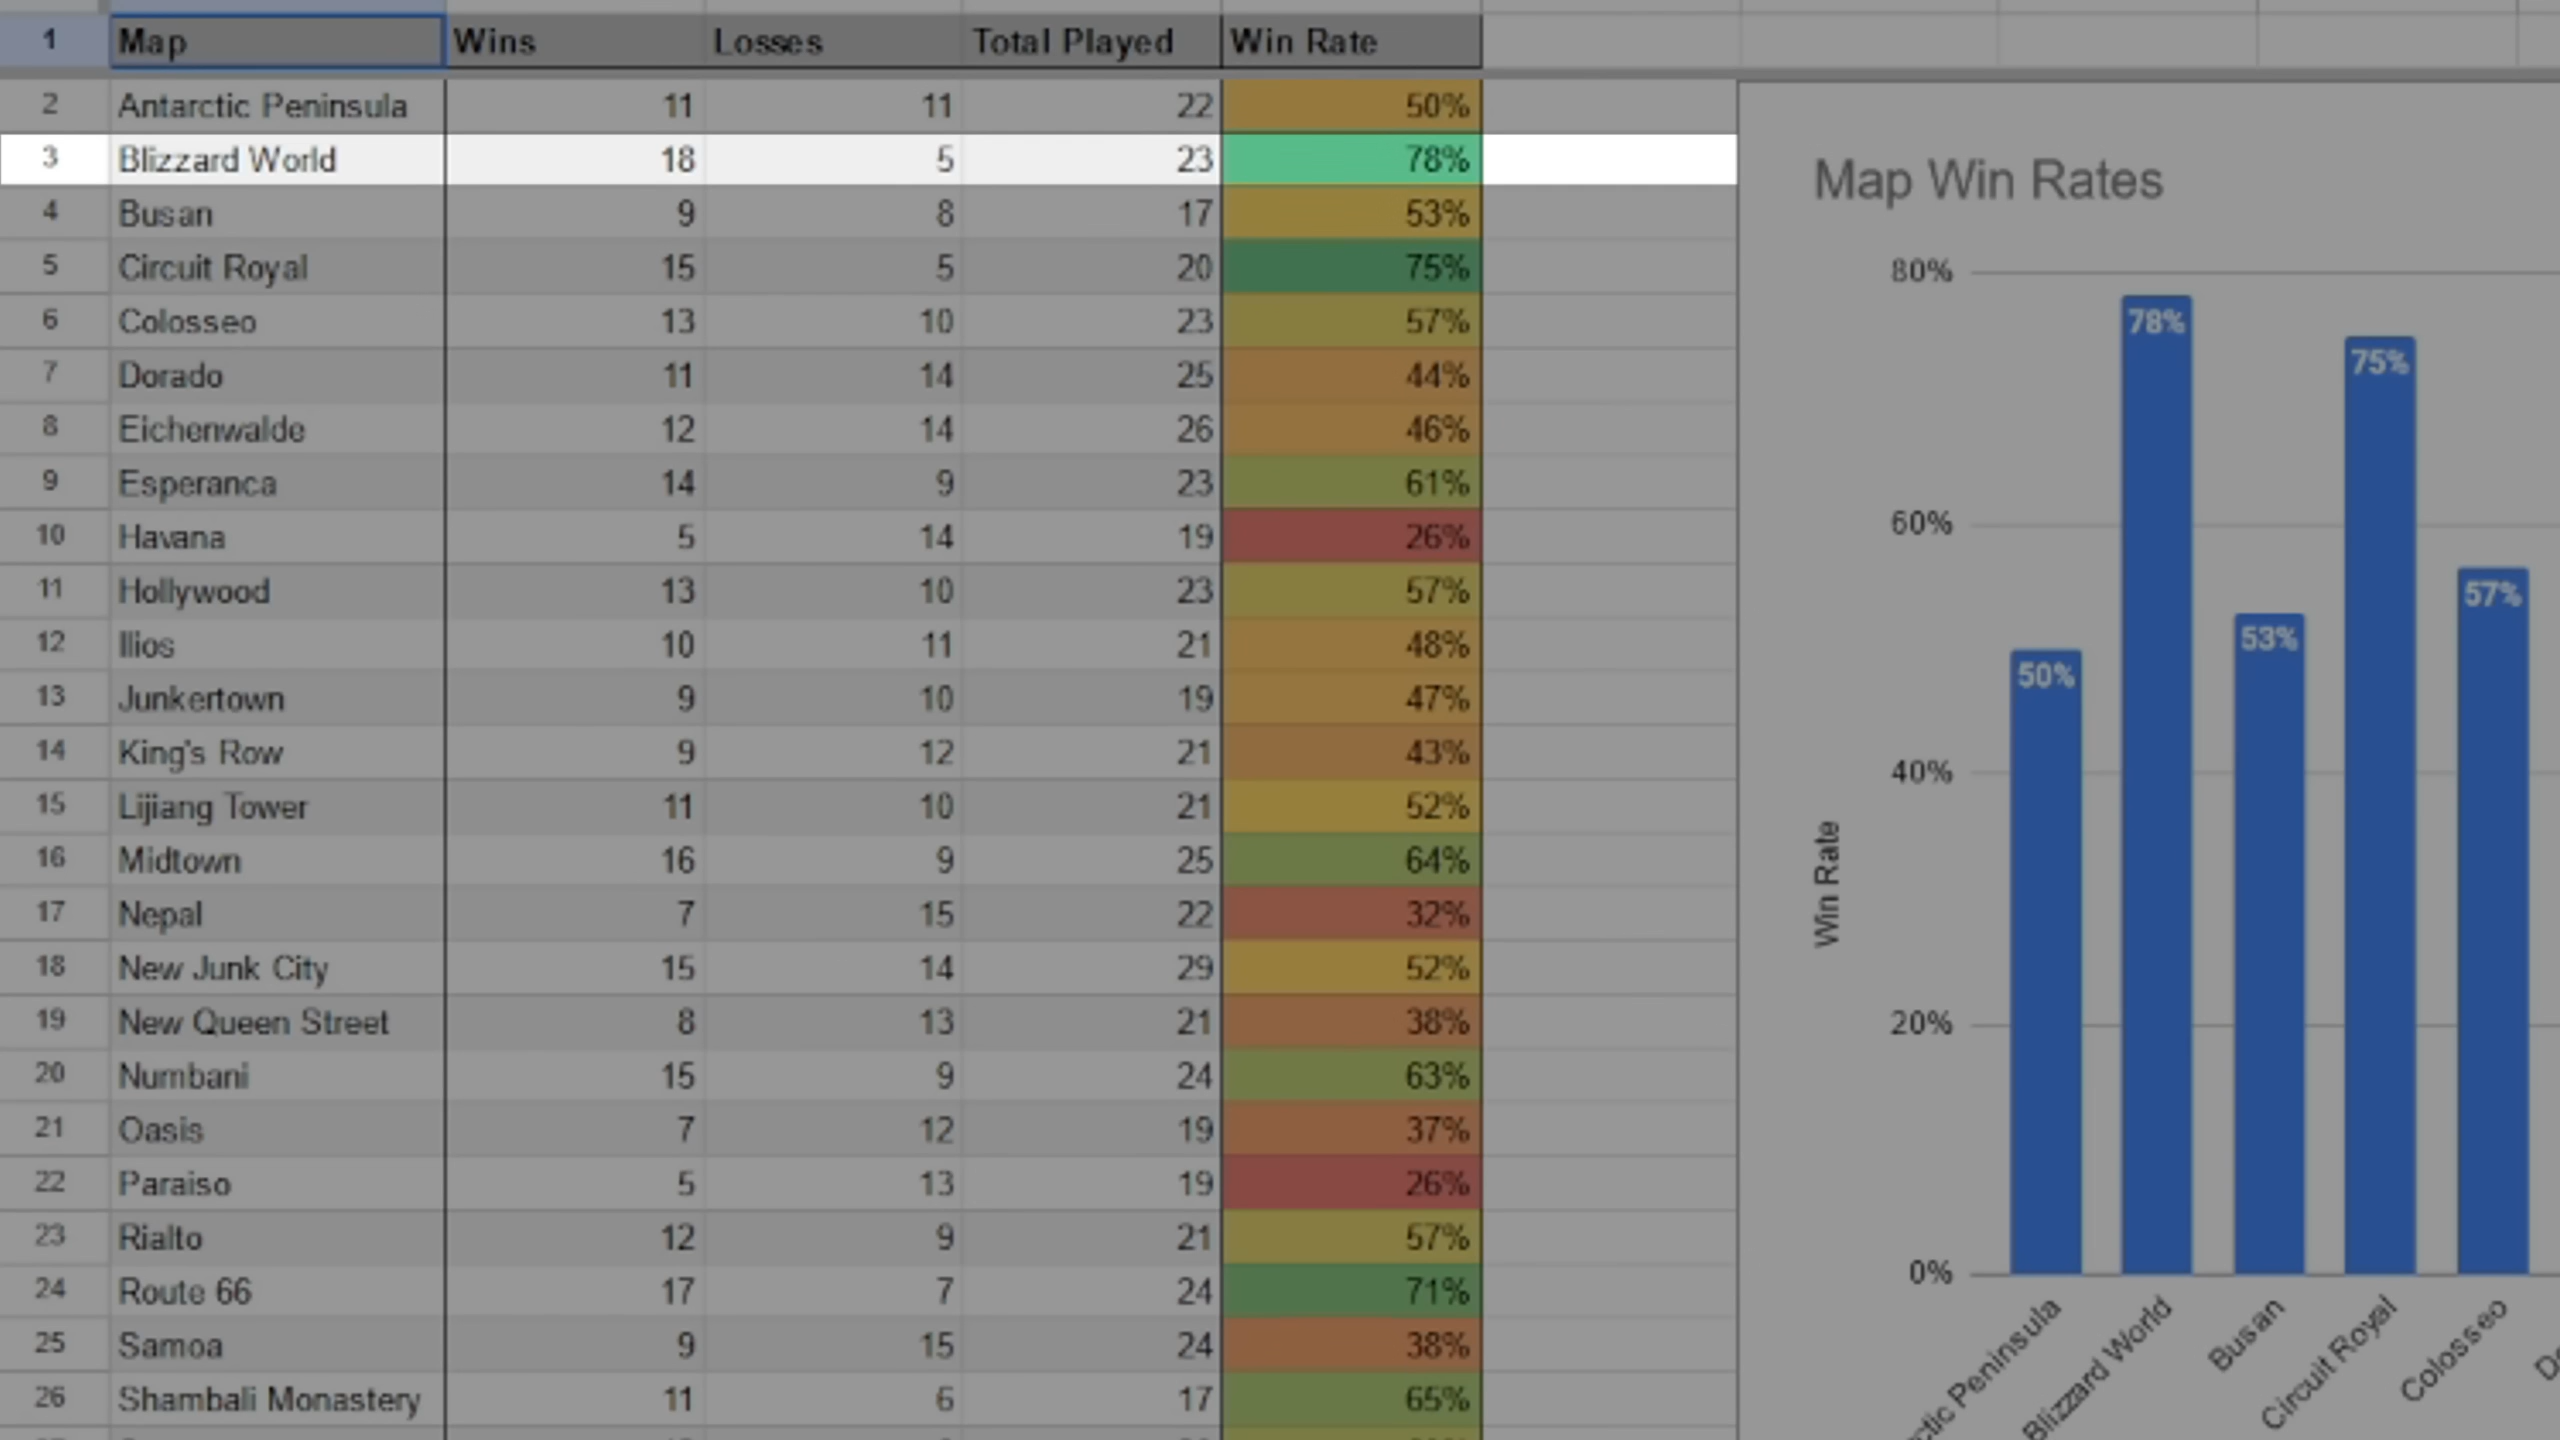 1 Map Wins Losses Total Played Win Rate
2 Antarctic Peninsula 11 11 22 50%
3 Blizzard World 18 5 23 78%
4 Busan 9 8 17 53%
5 Circuit Royal 15 5 20 75%
6 Colosseo 13 10 23 57%
7 Dorado 11 14 25 44%
8 Eichenwalde 12 14 26 46%
9 Esperanca 14 9 23 61%
10 Havana 5 14 19 26%
11 Hollywood 13 10 23 57%
12 Ilios 10 11 21 48%
13 Junkertown 9 10 19 47%
14 King's Row 9 12 21 43%
15 Lijiang Tower 11 10 21 52%
16 Midtown 16 9 25 64%
17 Nepal 7 15 22 32%
18 New Junk City 15 14 29 52%
19 New Queen Street 8 13 21 38%
20 Numbani 15 9 24 63%
21 Oasis 7 12 19 37%
22 Paraiso 5 13 19 26%
23 Rialto 12 9 21 57%
24 Route 66 17 7 24 71%
25 Samoa 9 15 24 38%
26 Shambali Monastery 11 6 17 65%
Map Win Rates
80%
60%
40%
20%
0%
Win Rate
50%
78%
53%
75%
57%
ctic Peninsula
Blizzard World
Busan
Circuit Royal
Colosseo